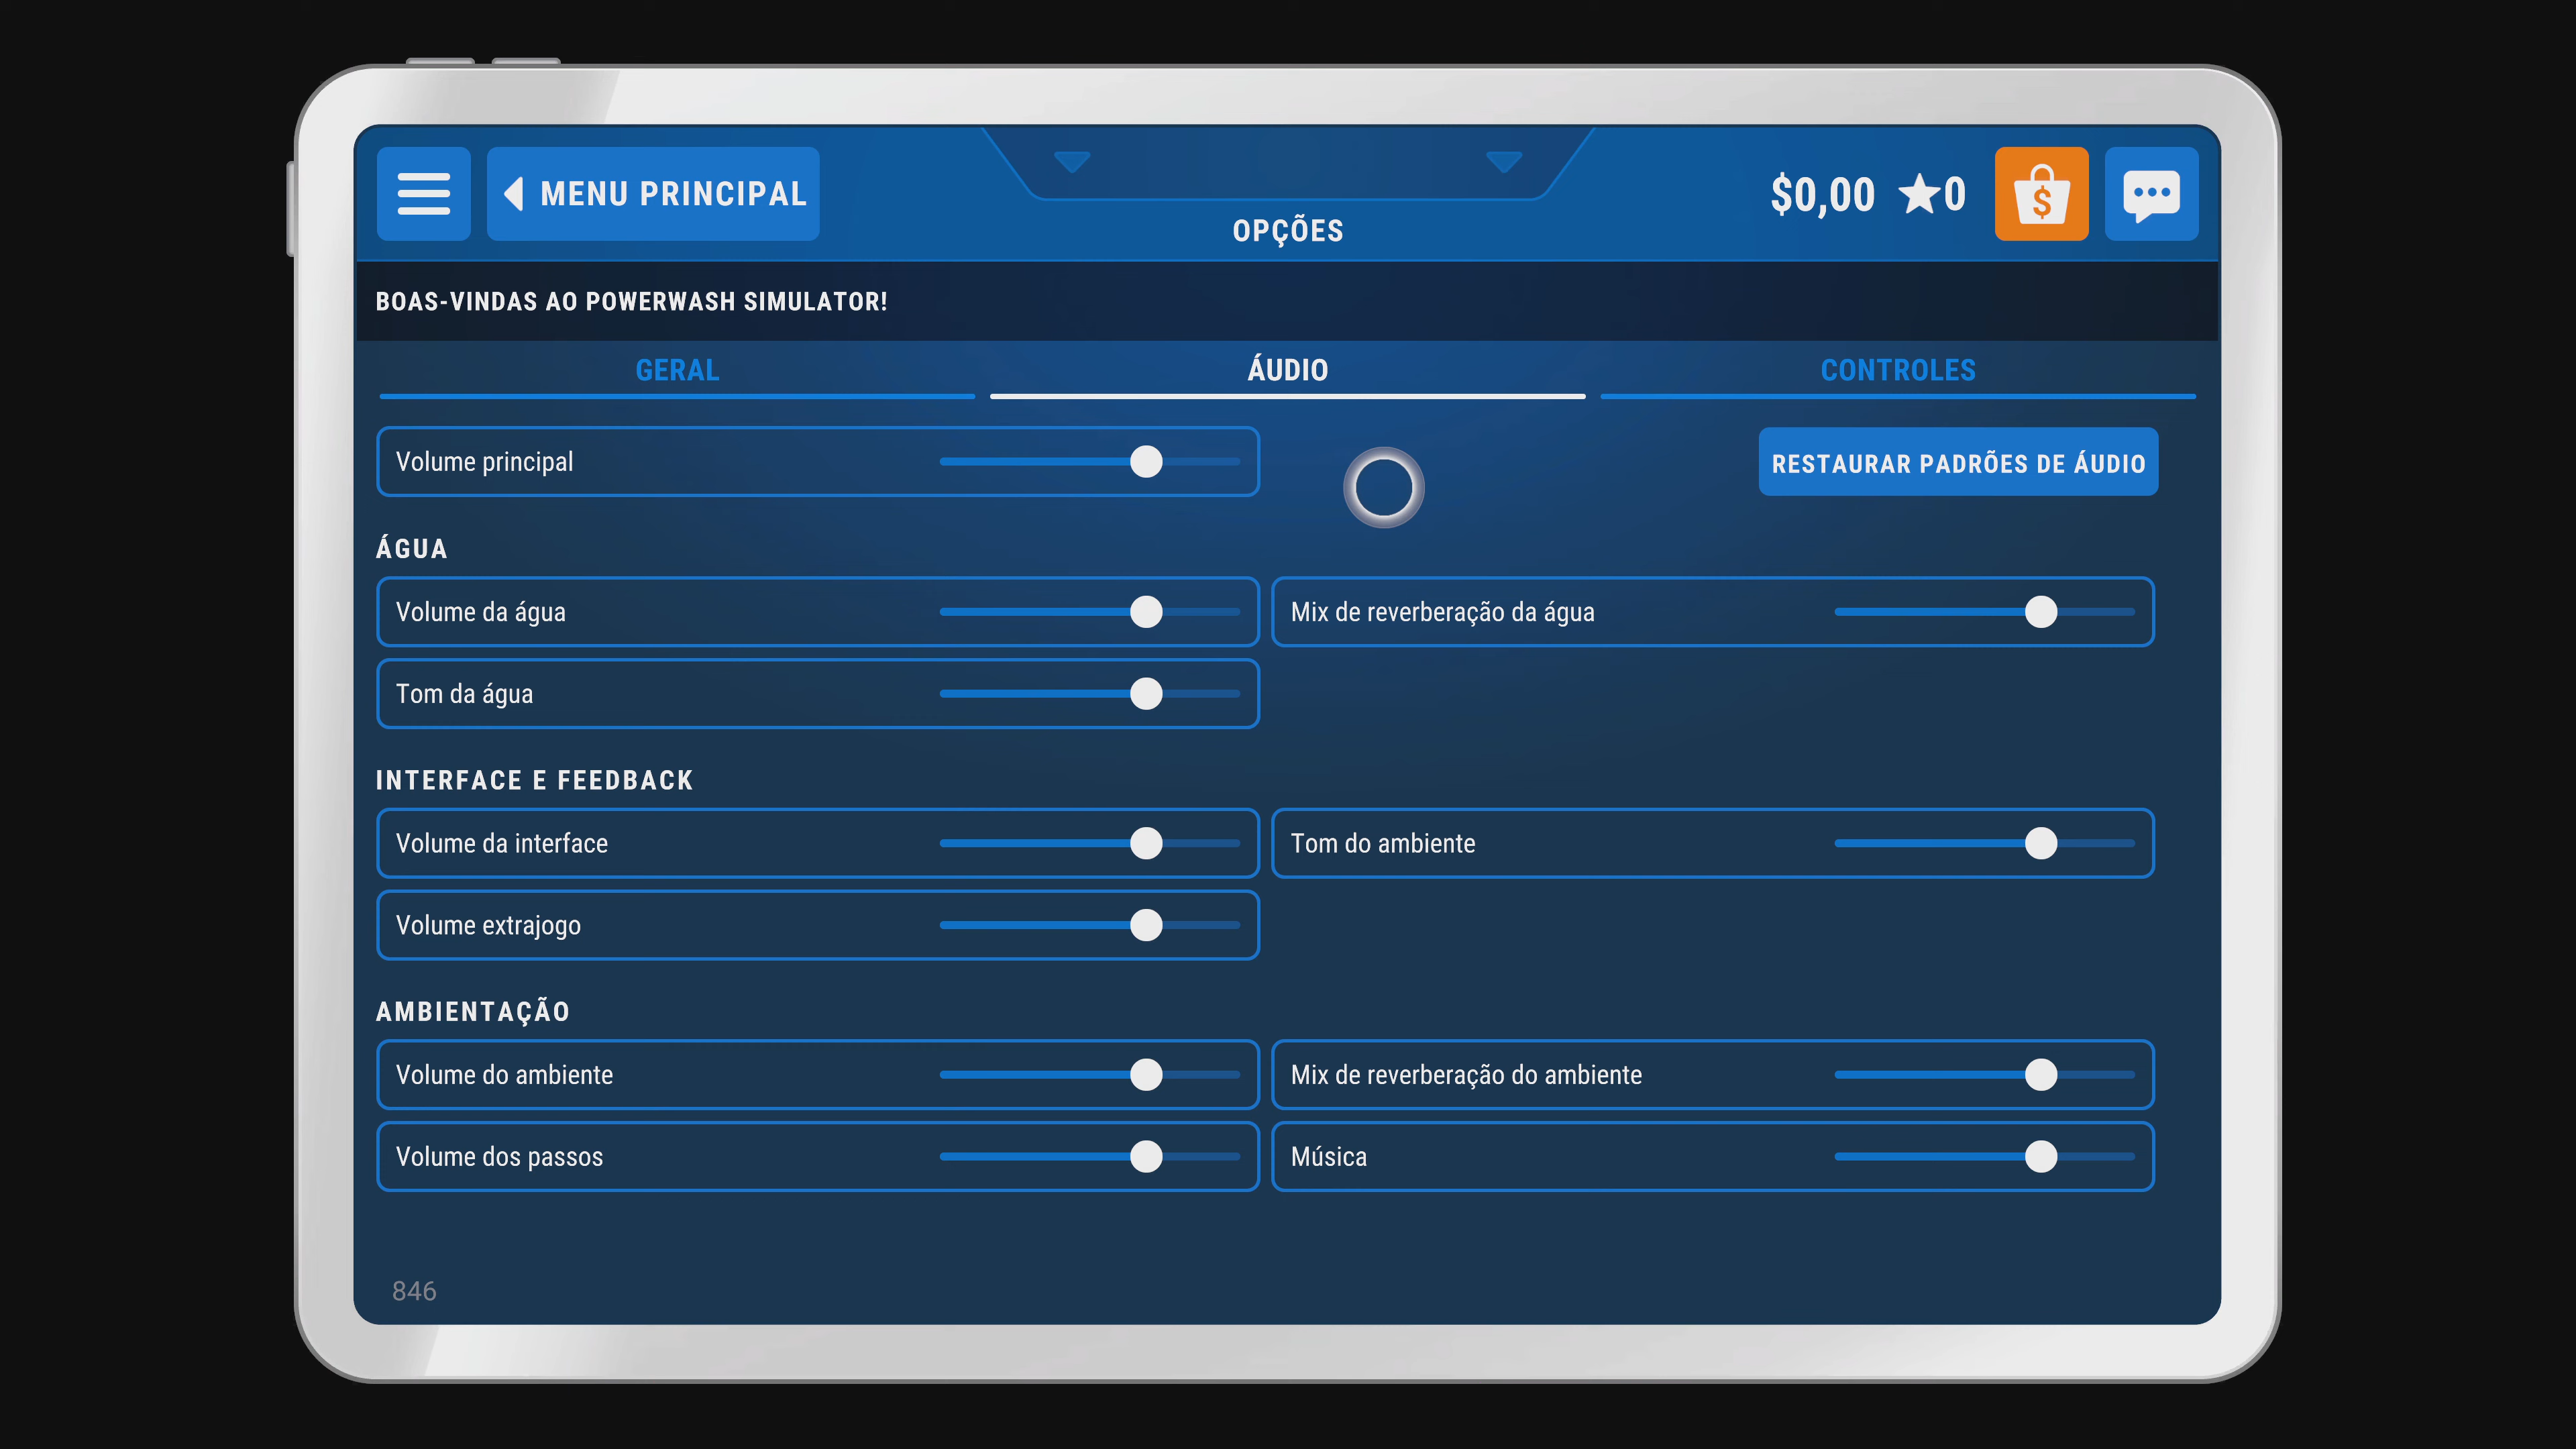 MENU PRINCIPAL
$0,00 0
$
OPÇÕES
BOAS-VINDAS AO POWERWASH SIMULATOR!
GERAL
ÁUDIO
CONTROLES
Volume principal
RESTAURAR PADRÕES DE ÁUDIO
ÁGUA
Volume da água
Mix de reverberação da água
Tom da água
INTERFACE E FEEDBACK
Volume da interface
Tom do ambiente
Volume extrajogo
AMBIENTAÇÃO
Volume do ambiente
Mix de reverberação do ambiente
Volume dos passos
Música
846